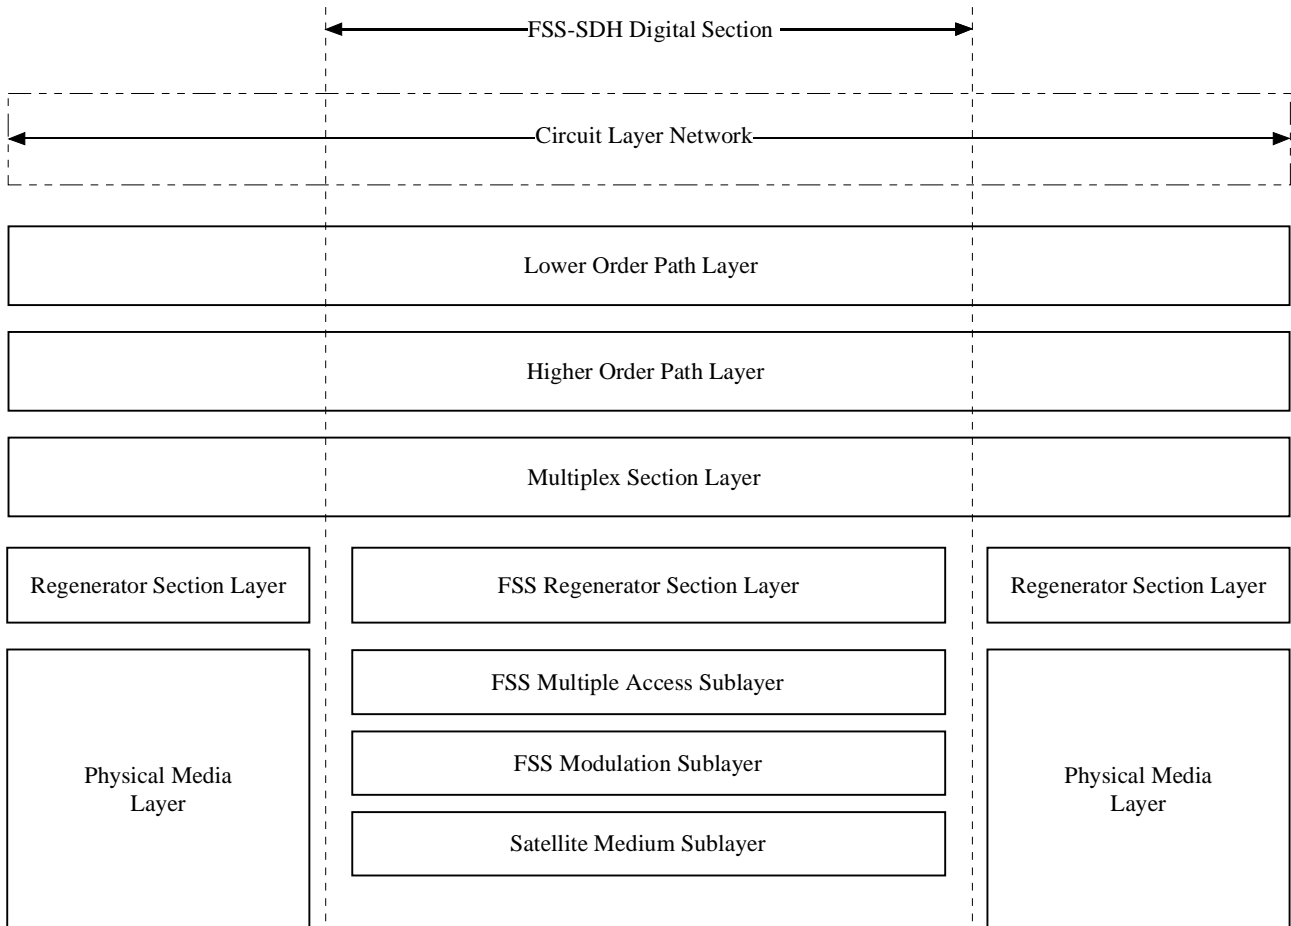 FSS-SDH Digital Section
Circuit Layer Network
Lower Order Path Layer
Higher Order Path Layer
Multiplex Section Layer
Regenerator Section Layer
FSS Regenerator Section Layer
Regenerator Section Layer
FSS Multiple Access Sublayer
FSS Modulation Sublayer
Physical Media
Layer
Physical Media
Layer
Satellite Medium Sublayer